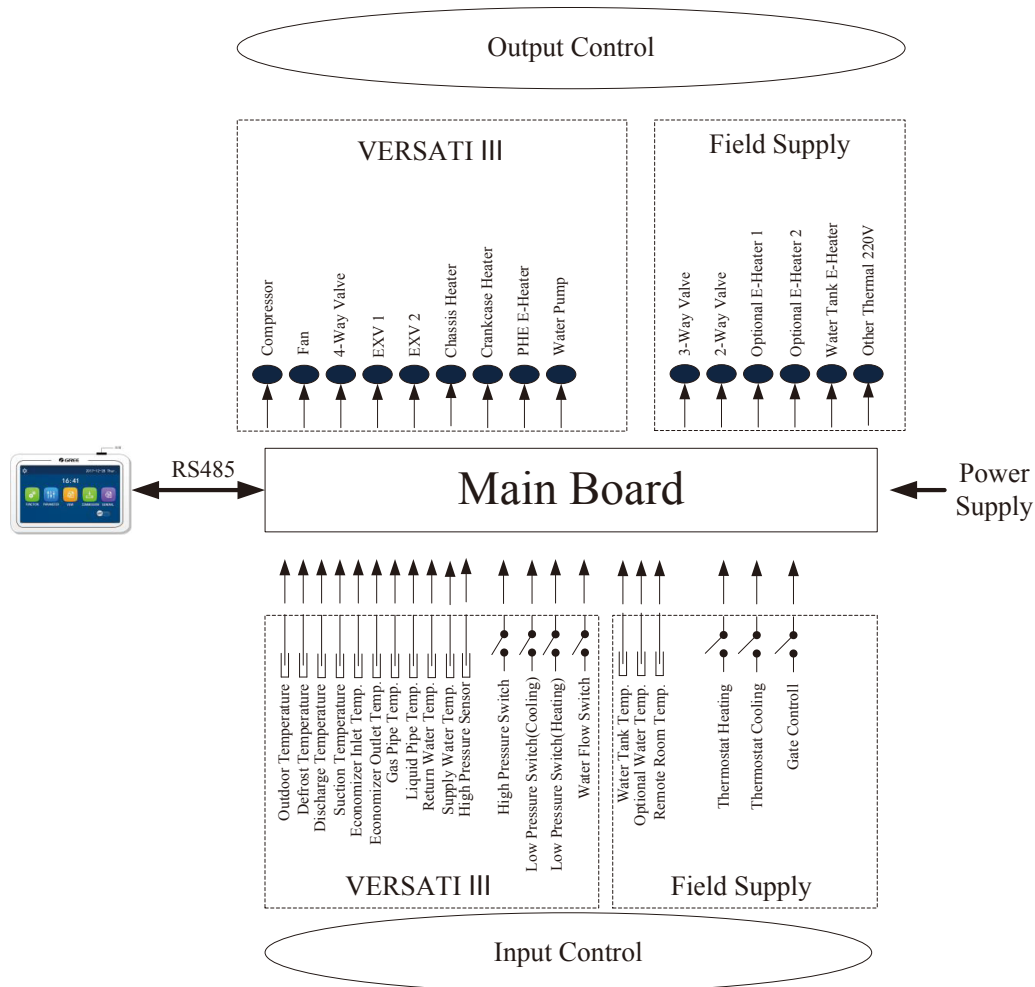 Output Control
VERSATI III
Field Supply
Compressor
Fan
4-Way Valve
EXV 1
EXV 2
Chassis Heater
Crankcase Heater
PHE E-Heater
Water Pump
3-Way Valve
2-Way Valve
Optional E-Heater 1
Optional E-Heater 2
Water Tank E-Heater
Other Thermal 220V
GREE
16:41
RS485
Main Board
Power
Supply
Outdoor Temperature
Defrost Temperature
Discharge Temperature
Suction Temperature
Economizer Inlet Temp.
Economizer Outlet Temp.
Gas Pipe Temp.
Liquid Pipe Temp.
Return Water Temp.
Supply Water Temp.
High Pressure Sensor
High Pressure Switch
Low Pressure Switch(Cooling)
Low Pressure Switch(Heating)
Water Flow Switch
Water Tank Temp.
Optional Water Temp.
Remote Room Temp.
Thermostat Heating
Thermostat Cooling
Gate Controll
VERSATI III
Field Supply
Input Control